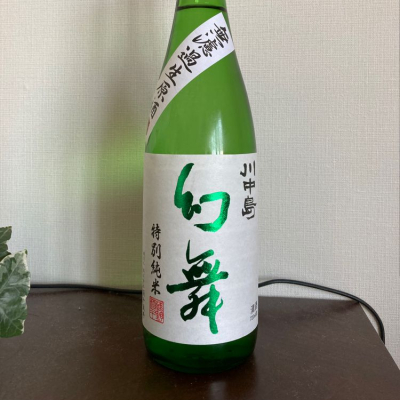 無濾過生原酒
川中島
幻舞
特別純米